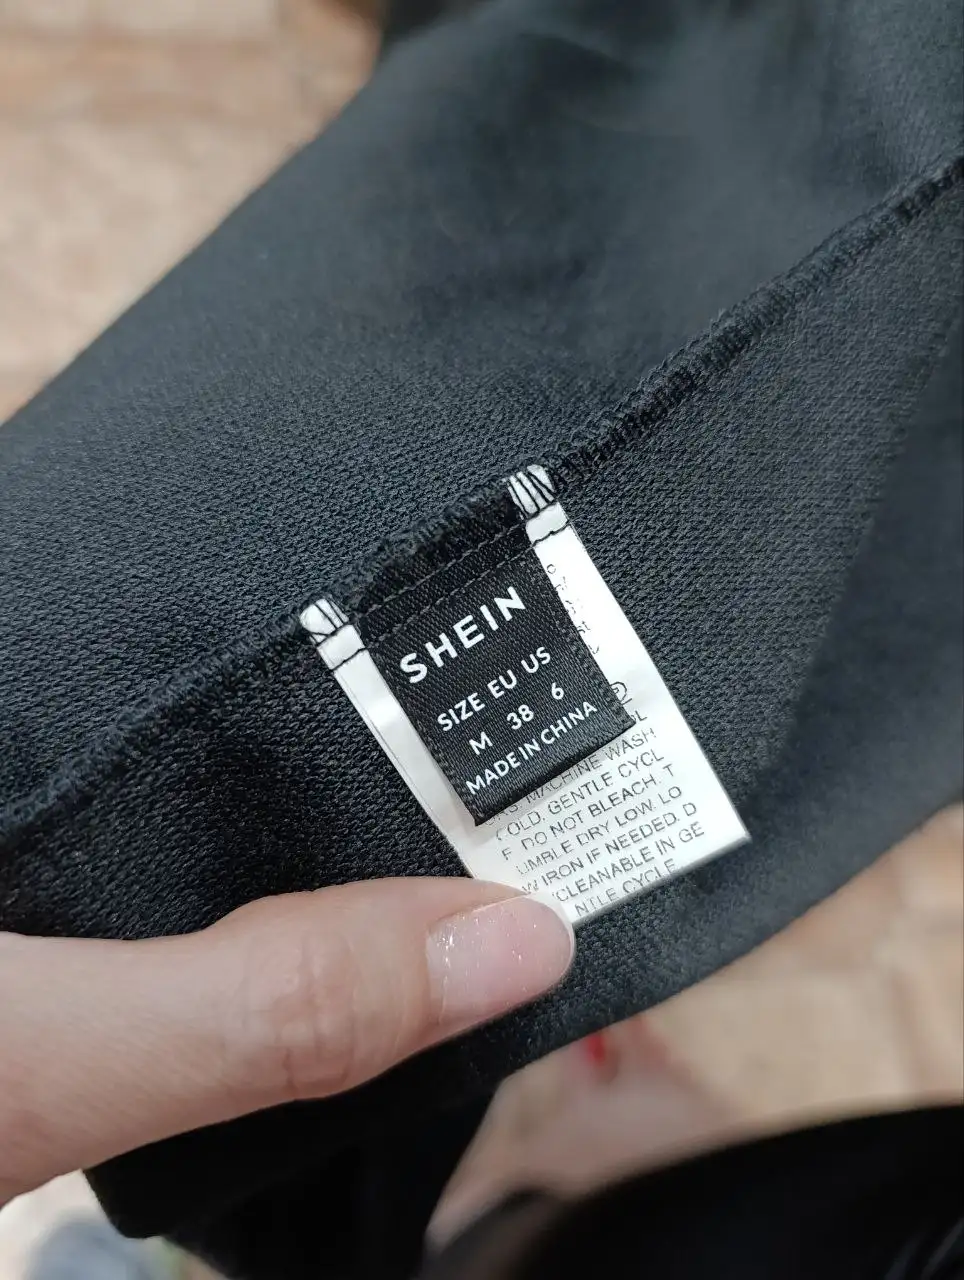 SHEIN
SIZE EU US
M 38 6
MADE IN CHINA
MACHINE WASH
COLD. GENTLE CYCL
E DO NOT BLEACH. T
UMBLE DRY LOW. LO
W IRON IF NEEDED. D
CLEANABLE IN GE
NTLE CYCLE